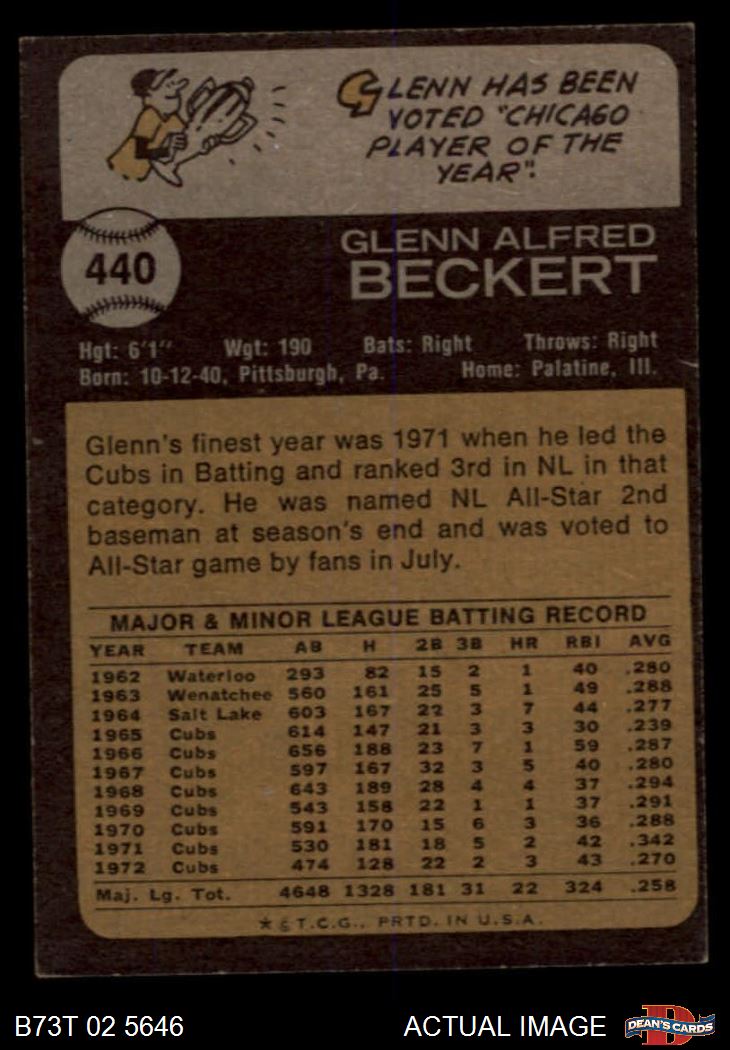 GLENN HAS BEEN
VOTED "CHICAGO
PLAYER OF THE
YEAR".
440
GLENN ALFRED
BECKERT
Hgt: 6'1" Wgt: 190 Bats: Right Throws: Right
Born: 10-12-40, Pittsburgh, Pa. Home: Palatine, Ill.
Glenn's finest year was 1971 when he led the
Cubs in Batting and ranked 3rd in NL in that
category. He was named NL All-Star 2nd
baseman at season's end and was voted to
All-Star game by fans in July.
MAJOR & MINOR LEAGUE BATTING RECORD
YEAR TEAM AB H 2B 3B HR RBI AVG
1962 Waterloo 293 82 15 2 1 40 .280
1963 Wenatchee 560 161 25 5 1 49 .288
1964 Salt Lake 603 167 22 3 7 44 .277
1965 Cubs 614 147 21 3 3 30 .239
1966 Cubs 656 188 23 7 1 59 .287
1967 Cubs 597 167 32 3 5 40 .280
1968 Cubs 643 189 28 4 4 37 .294
1969 Cubs 543 158 22 1 1 37 .291
1970 Cubs 591 170 15 6 3 36 .288
1971 Cubs 530 181 18 5 2 42 .342
1972 Cubs 474 128 22 2 3 43 .270
Maj. Lg. Tot. 4648 1328 181 31 22 324 .258
* © T.C.G., PRTD. IN U.S.A.
B73T 02 5646 ACTUAL IMAGE
D
DEAN'S CARDS